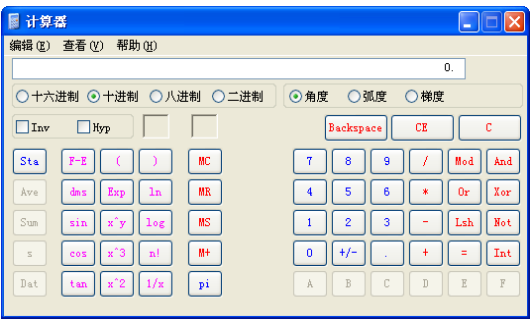 计算器
编辑(E) 查看(V) 帮助(H)
0.
十六进制 十进制 八进制 二进制 角度 弧度 梯度
Inv Hyp Backspace CE C
Sta F-E ( ) MC 7 8 9 / Mod And
Ave dms Exp ln MR 4 5 6 * Or Xor
Sum sin x^y log MS 1 2 3 - Lsh Not
s cos x^3 n! M+ 0 +/- . + = Int
Dat tan x^2 1/x pi A B C D E F